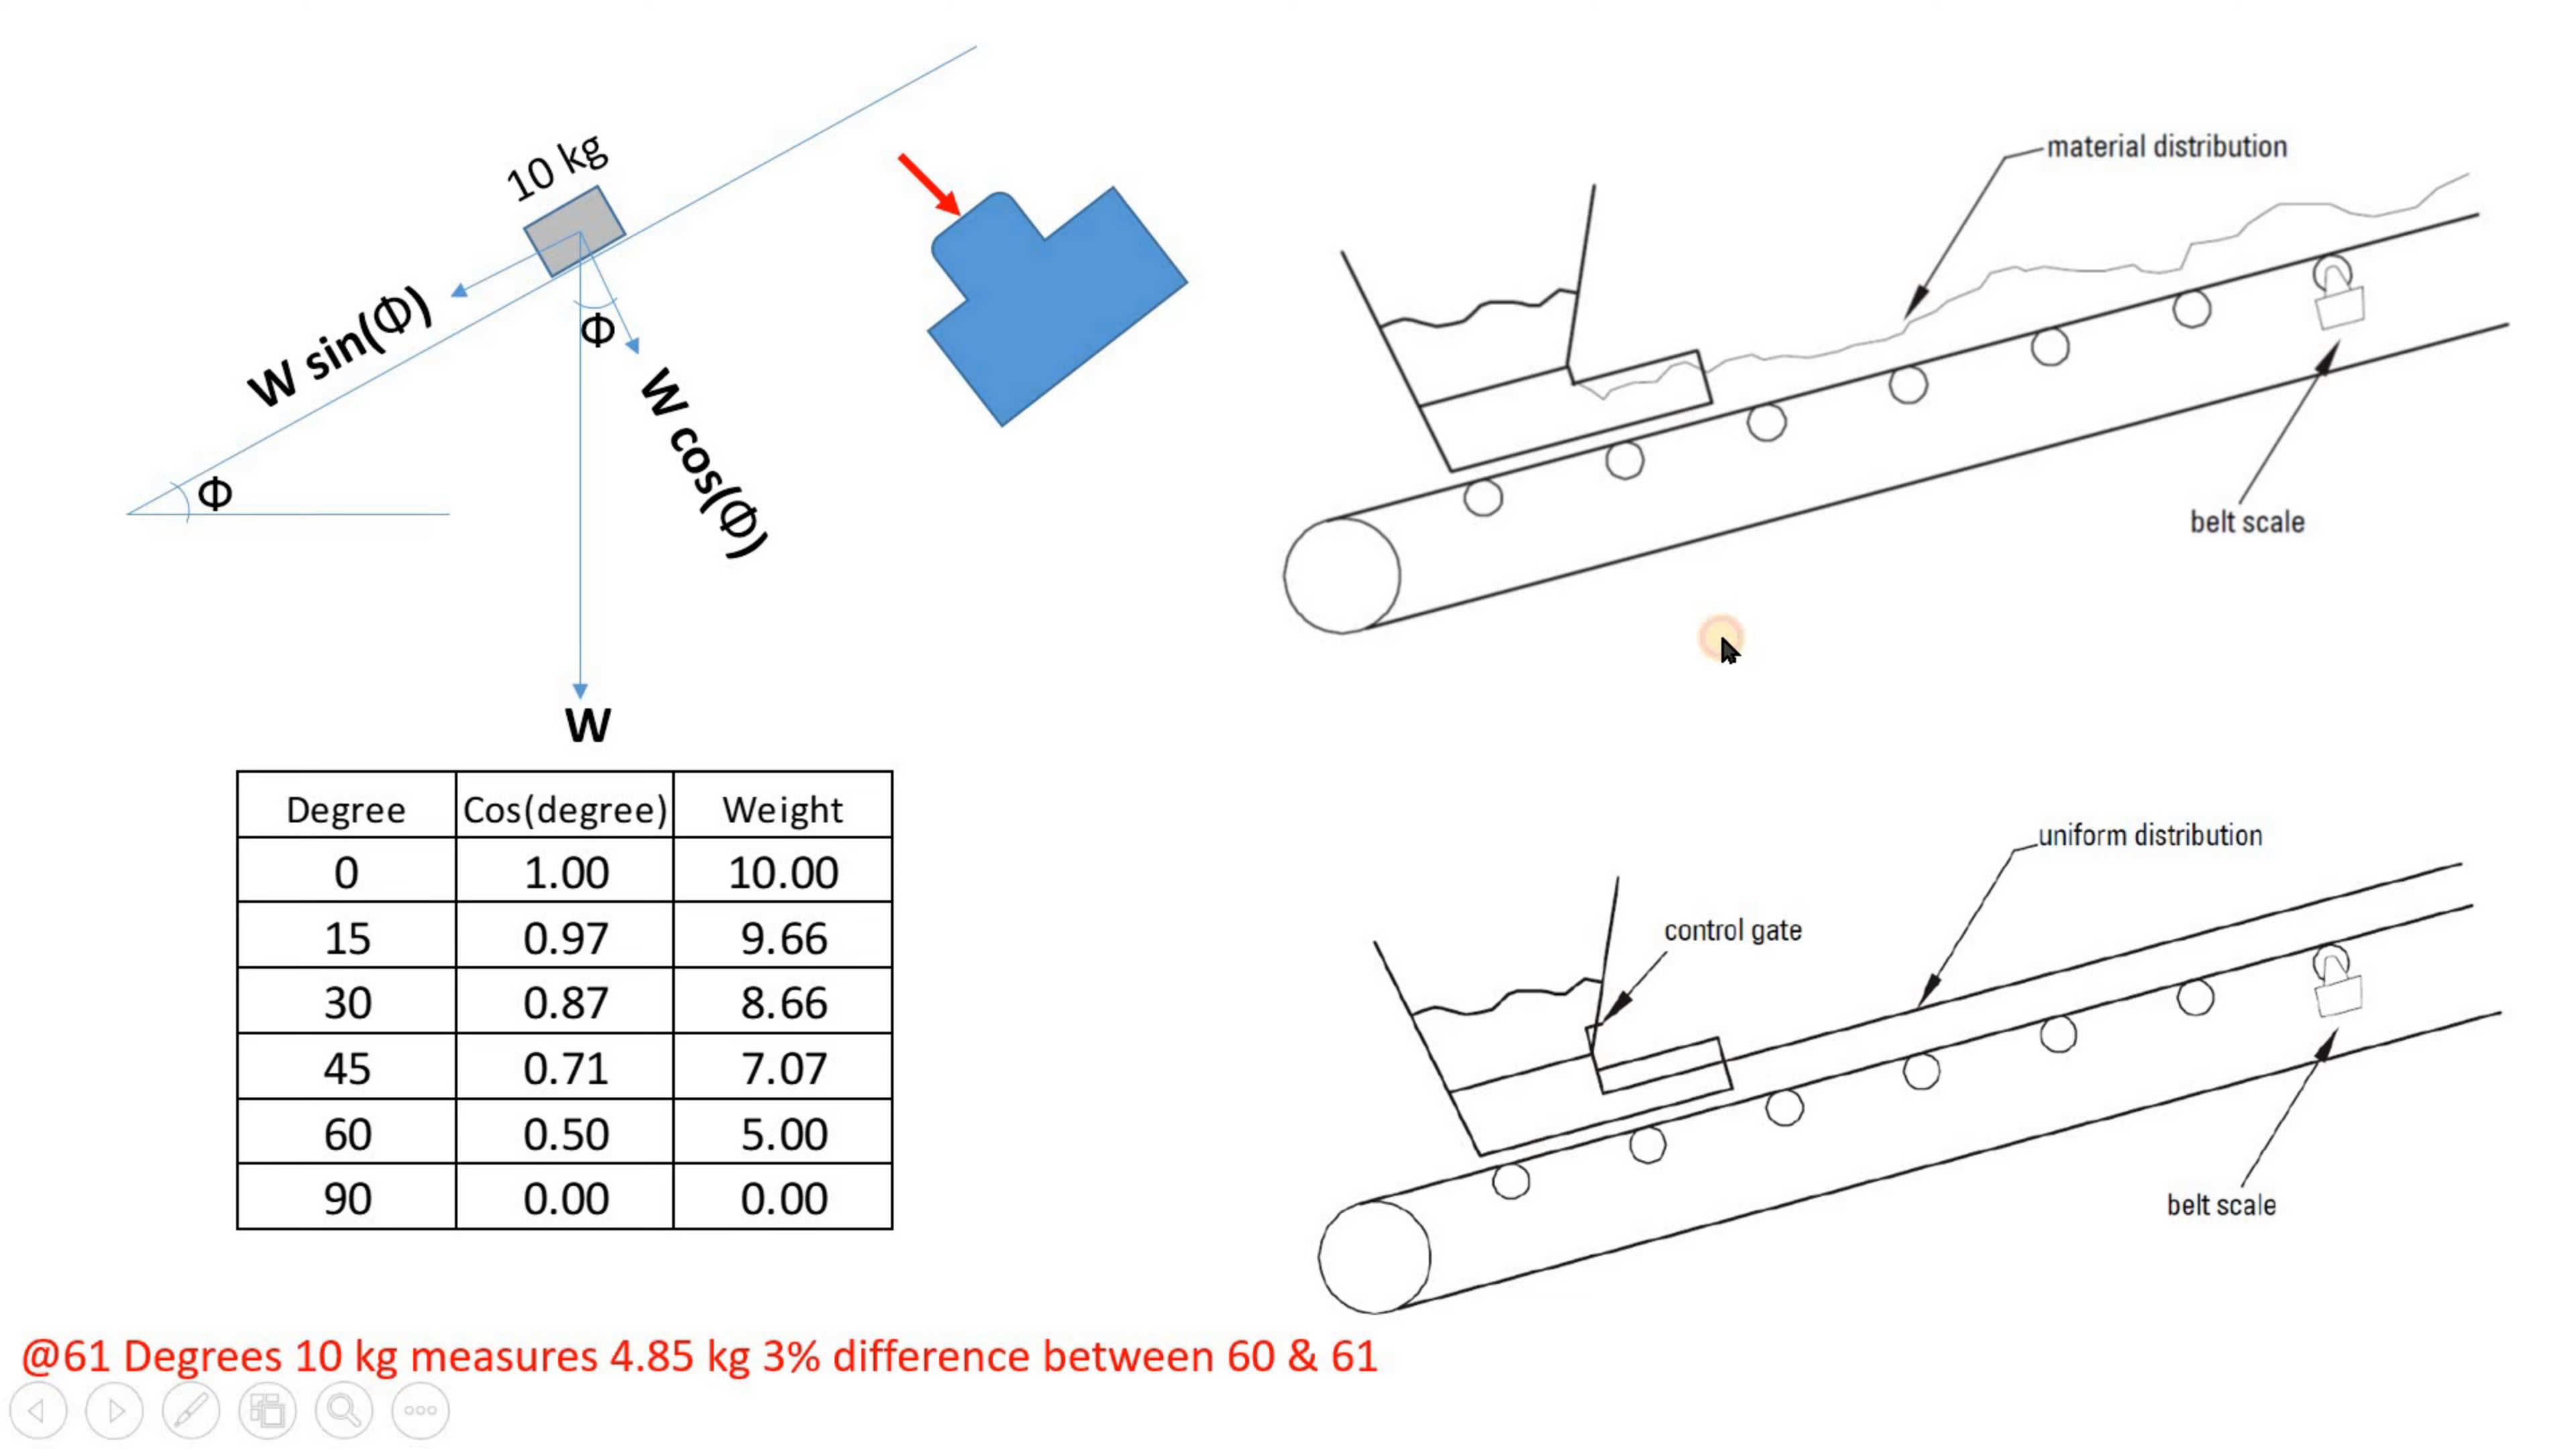 10 kg
W sin(Φ)
Φ
W cos(Φ)
Φ
W
Degree Cos(degree) Weight
0 1.00 10.00
15 0.97 9.66
30 0.87 8.66
45 0.71 7.07
60 0.50 5.00
90 0.00 0.00
@61 Degrees 10 kg measures 4.85 kg 3% difference between 60 & 61
material distribution
belt scale
uniform distribution
control gate
belt scale